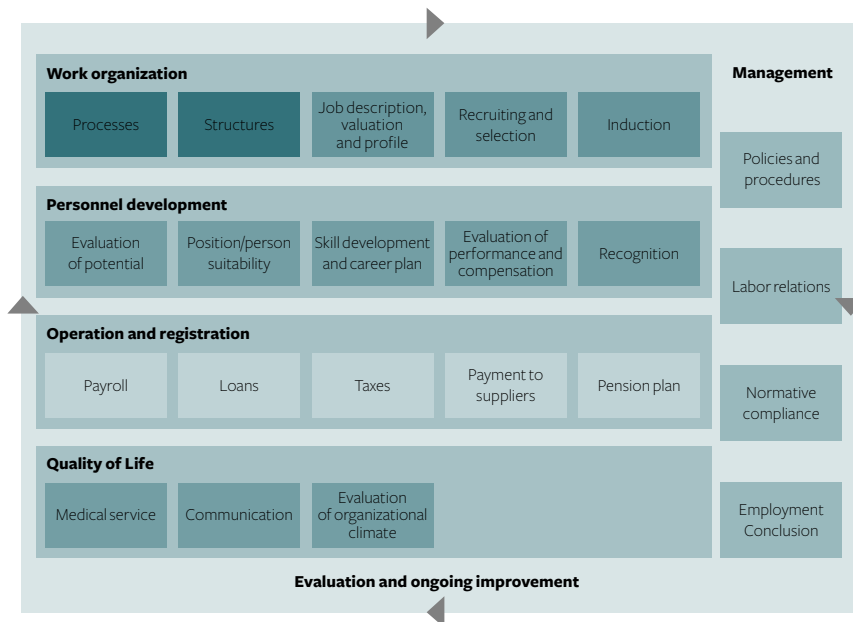 Work organization
Processes
Structures
Job description,
valuation
and profile
Recruiting and
selection
Induction
Personnel development
Evaluation
of potential
Position/person
suitability
Skill development
and career plan
Evaluation of
performance and
compensation
Recognition
Operation and registration
Payroll
Loans
Taxes
Payment to
suppliers
Pension plan
Quality of Life
Medical service
Communication
Evaluation
of organizational
climate
Management
Policies and
procedures
Labor relations
Normative
compliance
Employment
Conclusion
Evaluation and ongoing improvement